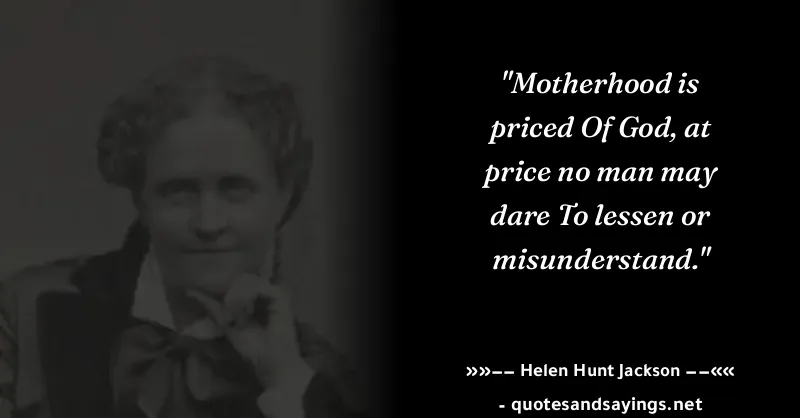 "Motherhood is
priced Of God, at
price no man may
dare To lessen or
misunderstand."
»»–– Helen Hunt Jackson ––««
- quotesandsayings.net